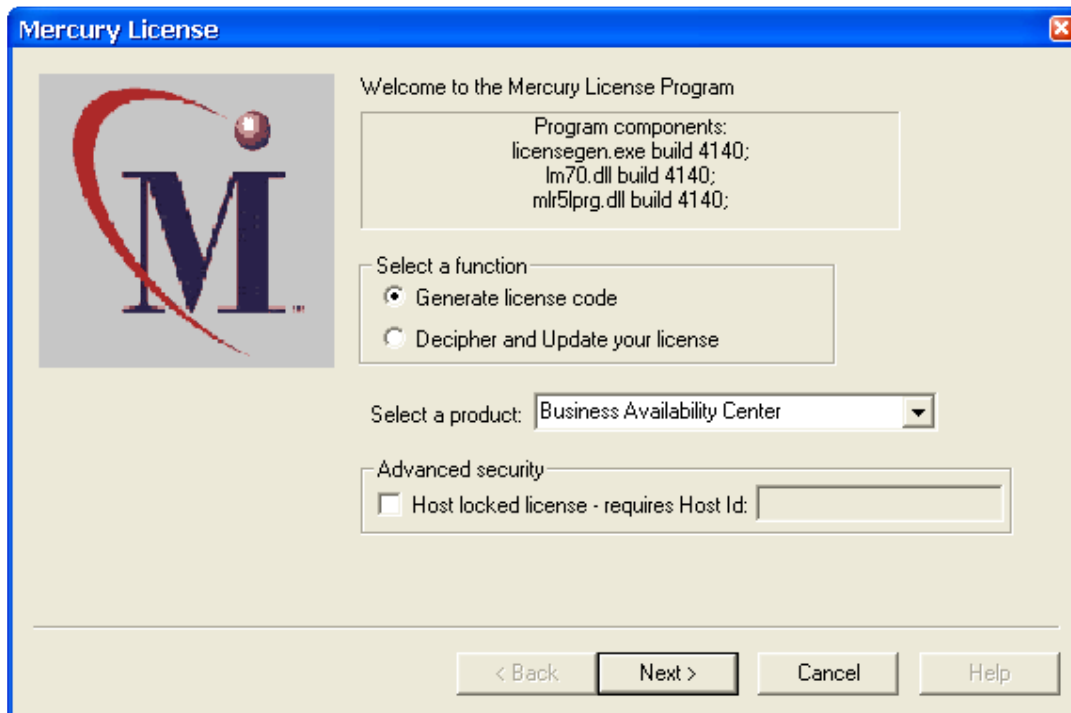 Mercury License
M
Welcome to the Mercury License Program
Program components:
licensegen.exe build 4140;
lm70.dll build 4140;
mlr5lprg.dll build 4140;
Select a function
Generate license code
Decipher and Update your license
Select a product: Business Availability Center
Advanced security
Host locked license - requires Host Id:
< Back Next > Cancel Help